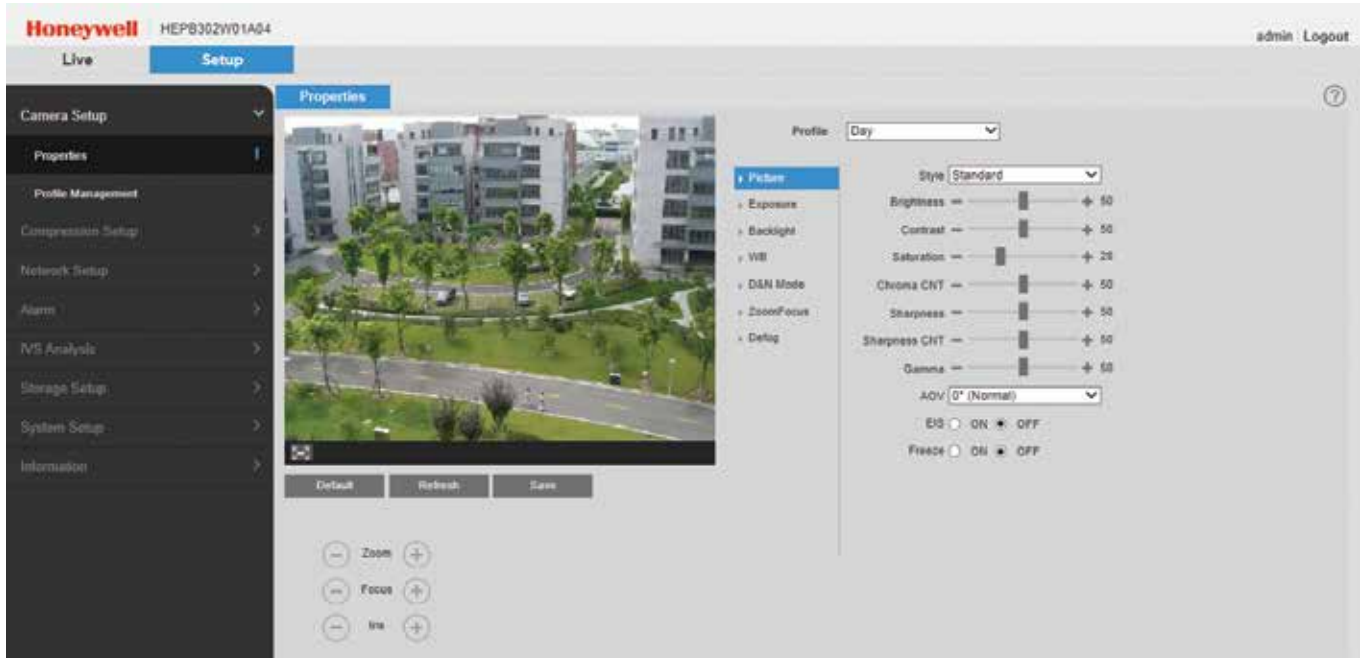 Honeywell HEPB302W01A04
admin Logout
Live Setup
Properties
Camera Setup
Properties
Profile Management
Compression Setup
Network Setup
Alarm
IVS Analysis
Storage Setup
System Setup
Information
Default Refresh Save
Zoom
Focus
Iris
Profile Day
Picture
Exposure
Backlight
WB
D&N Mode
ZoomFocus
Defog
Style Standard
Brightness 50
Contrast 50
Saturation
Chroma CNT 50
Sharpness 50
Sharpness CNT 50
Gamma 50
AOV 0° (Normal)
EIS ON OFF
Freeze ON OFF